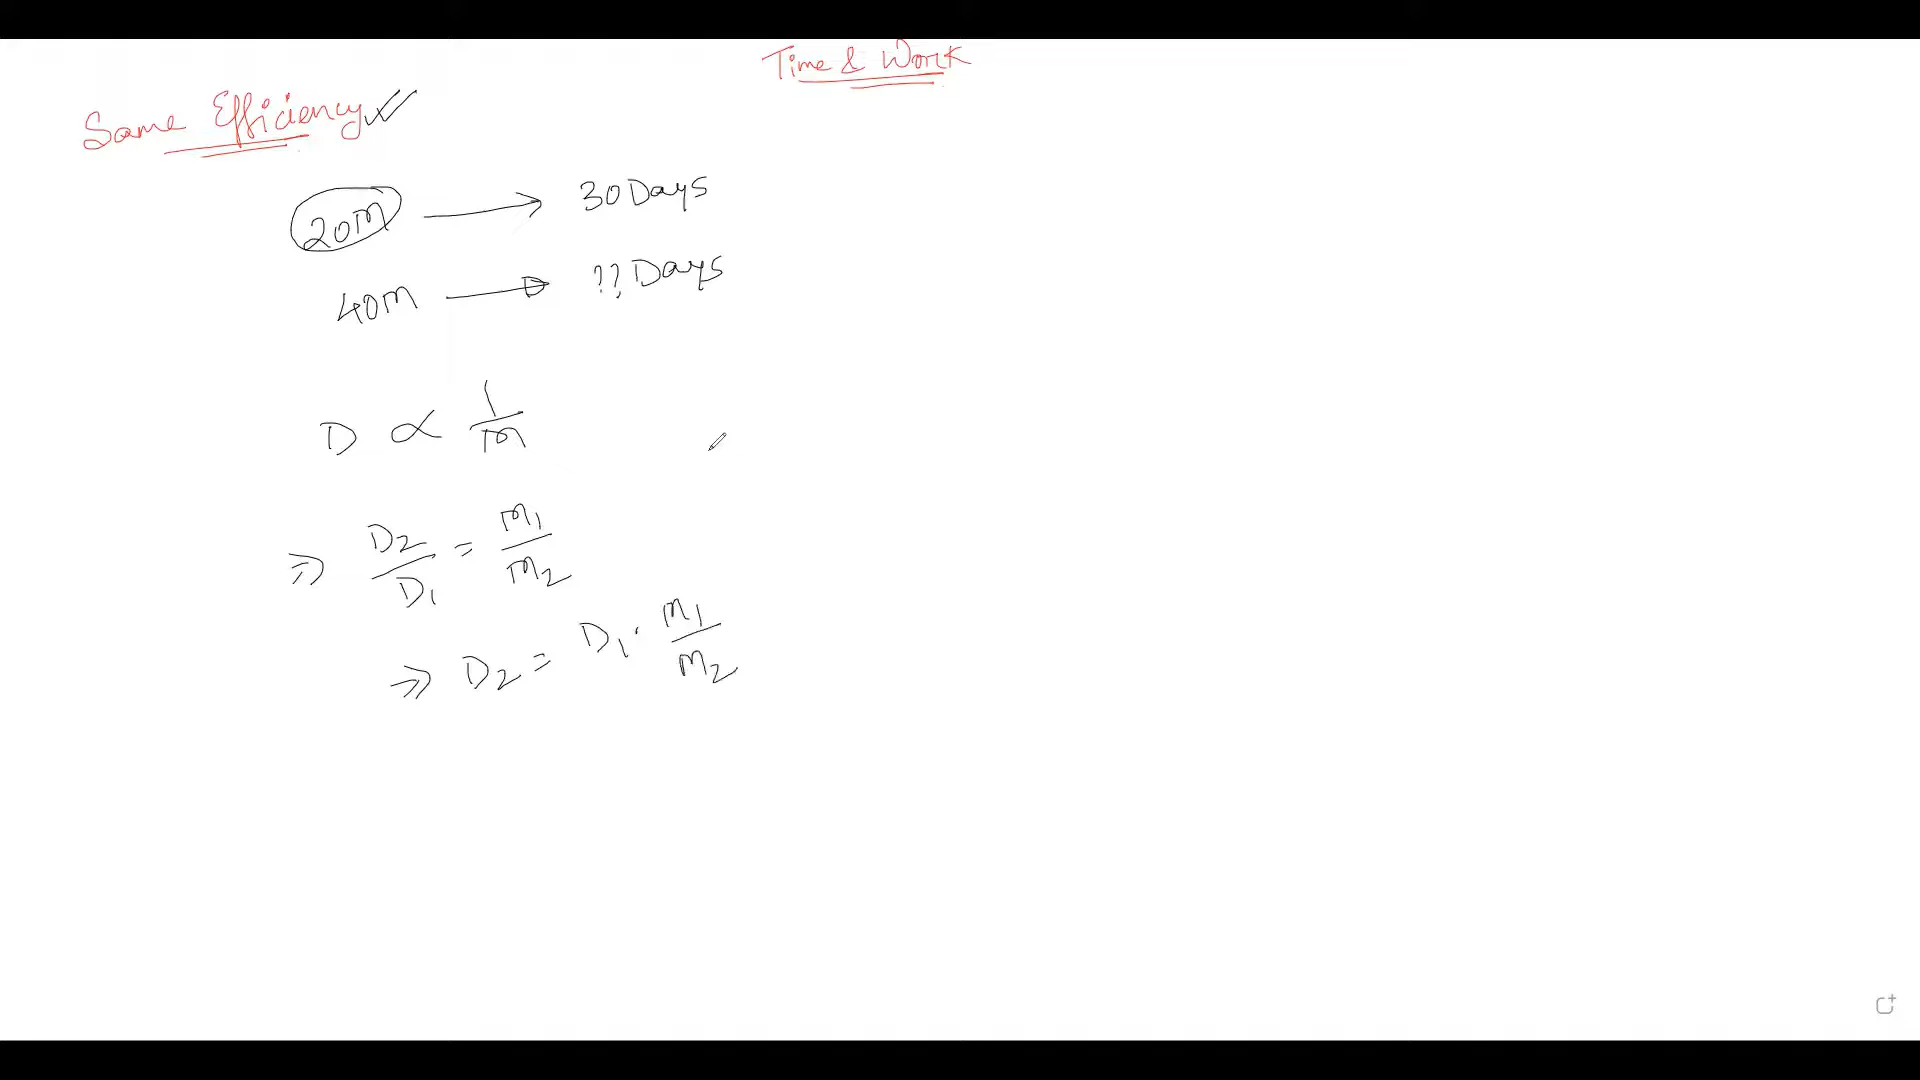 Time & Work
Same Efficiency ✓
20M → 30 Days
40M → ?? Days
D ∝ 1/M
⇒ D₂/D₁ = M₁/M₂
⇒ D₂ = D₁ · M₁/M₂